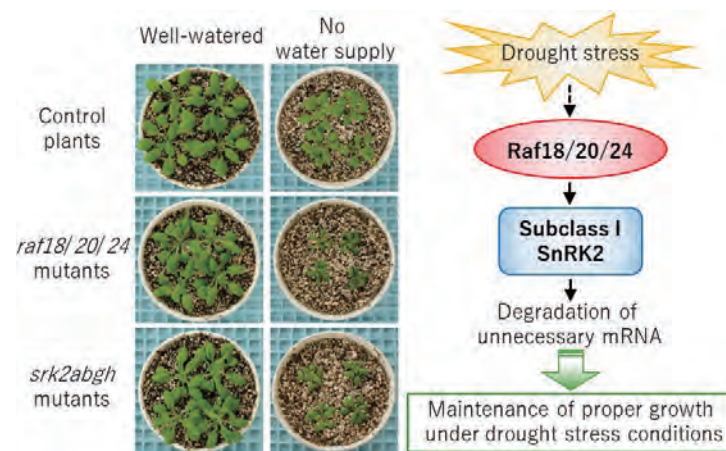 Well-watered
No
water supply
Control
plants
raf18/20/24
mutants
srk2abgh
mutants
Drought stress
Raf18/20/24
Subclass I
SnRK2
Degradation of
unnecessary mRNA
Maintenance of proper growth
under drought stress conditions